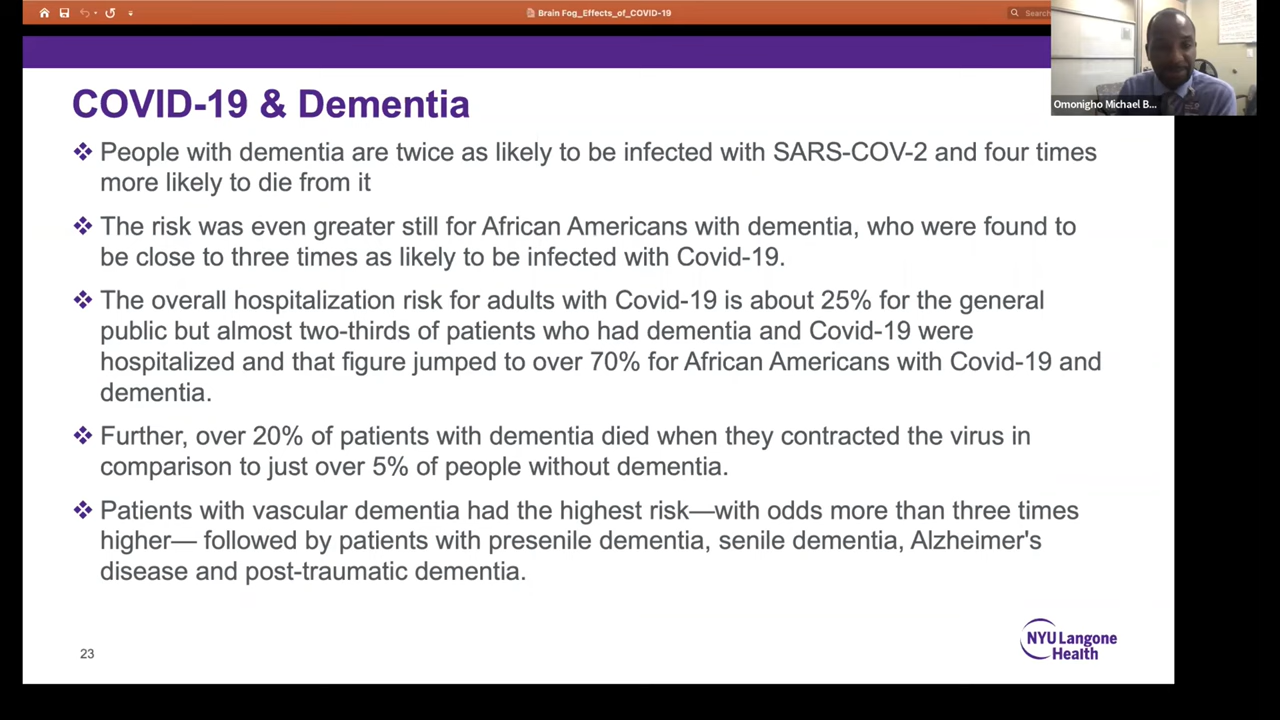 Brain Fog_Effects_of_COVID-19
Search
Omonigho Michael B...
COVID-19 & Dementia
People with dementia are twice as likely to be infected with SARS-COV-2 and four times
more likely to die from it
The risk was even greater still for African Americans with dementia, who were found to
be close to three times as likely to be infected with Covid-19.
The overall hospitalization risk for adults with Covid-19 is about 25% for the general
public but almost two-thirds of patients who had dementia and Covid-19 were
hospitalized and that figure jumped to over 70% for African Americans with Covid-19 and
dementia.
Further, over 20% of patients with dementia died when they contracted the virus in
comparison to just over 5% of people without dementia.
Patients with vascular dementia had the highest risk—with odds more than three times
higher— followed by patients with presenile dementia, senile dementia, Alzheimer's
disease and post-traumatic dementia.
23
NYU Langone
Health